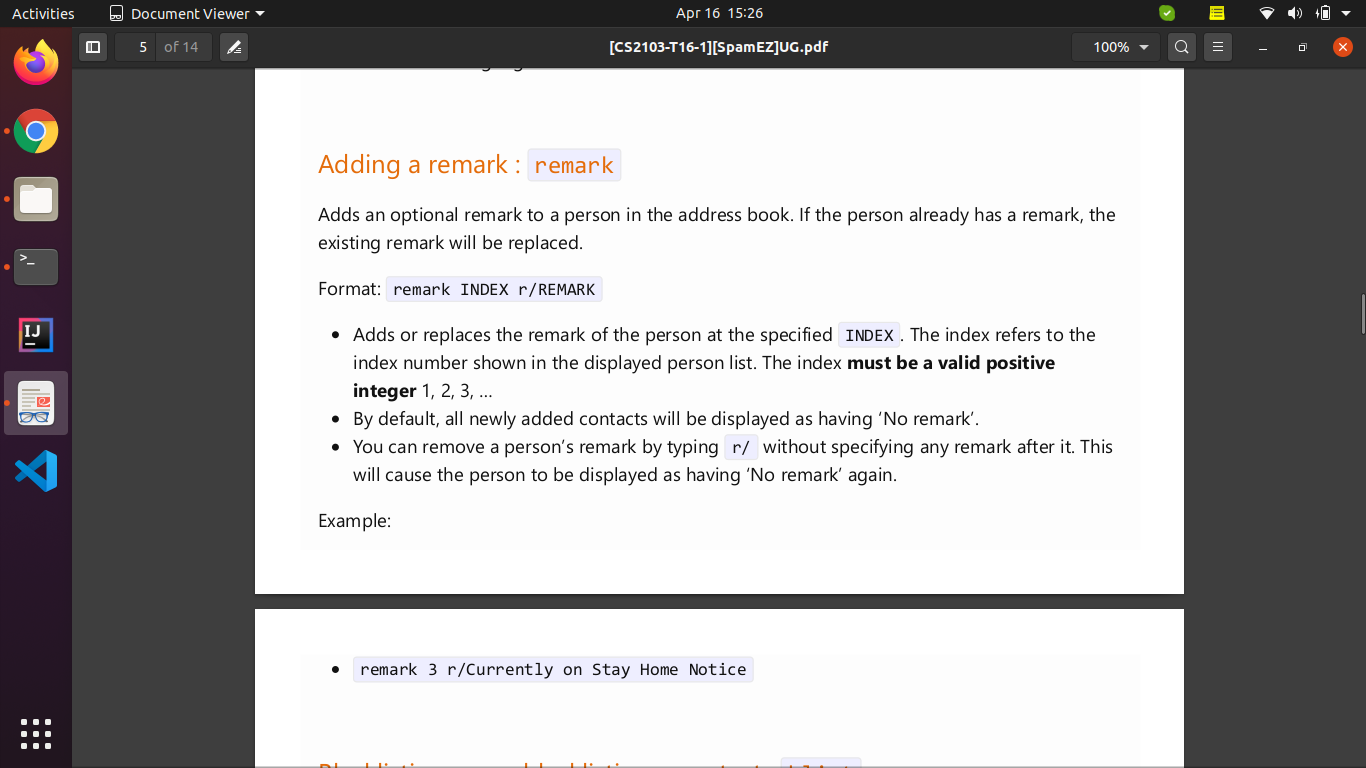 Activities
Document Viewer
Apr 16 15:26
5 of 14
[CS2103-T16-1][SpamEZ]UG.pdf
100%
Adding a remark : remark
Adds an optional remark to a person in the address book. If the person already has a remark, the
existing remark will be replaced.
Format: remark INDEX r/REMARK
• Adds or replaces the remark of the person at the specified INDEX. The index refers to the
index number shown in the displayed person list. The index must be a valid positive
integer 1, 2, 3, …
• By default, all newly added contacts will be displayed as having ‘No remark’.
• You can remove a person’s remark by typing r/ without specifying any remark after it. This
will cause the person to be displayed as having ‘No remark’ again.
Example:
• remark 3 r/Currently on Stay Home Notice
>_
IJ